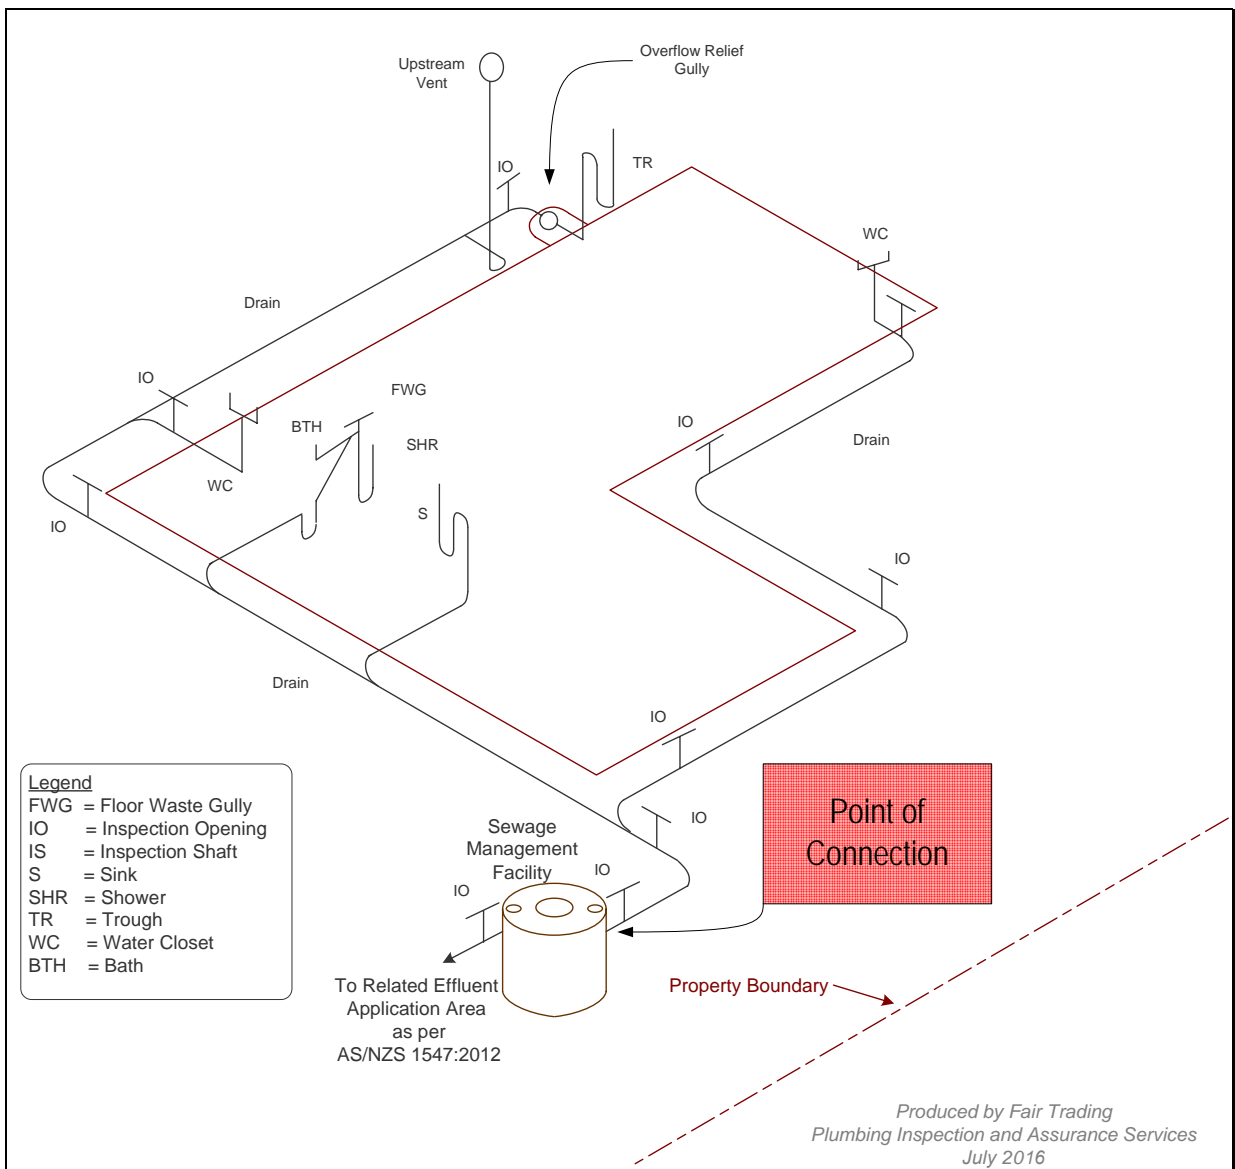 Overflow Relief
Gully
Upstream
Vent
IO
TR
WC
Drain
IO
FWG
BTH
IO
SHR
Drain
WC
S
IO
IO
Drain
IO
Legend
FWG = Floor Waste Gully
IO = Inspection Opening
IS = Inspection Shaft
S = Sink
SHR = Shower
TR = Trough
WC = Water Closet
BTH = Bath
Point of
Connection
IO
Sewage
Management
Facility
IO
IO
To Related Effluent
Application Area
as per
AS/NZS 1547:2012
Property Boundary
Produced by Fair Trading
Plumbing Inspection and Assurance Services
July 2016